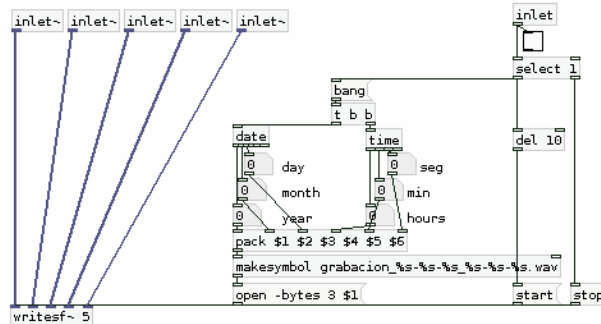 inlet~ inlet~ inlet~ inlet~ inlet~ inlet
select 1
bang
t b b
date time del 10
0 day 0 seg
0 month 0 min
0 year 0 hours
pack $1 $2 $3 $4 $5 $6
makesymbol grabacion_%s-%s-%s_%s-%s-%s.wav
open -bytes 3 $1 start stop
writesf~ 5